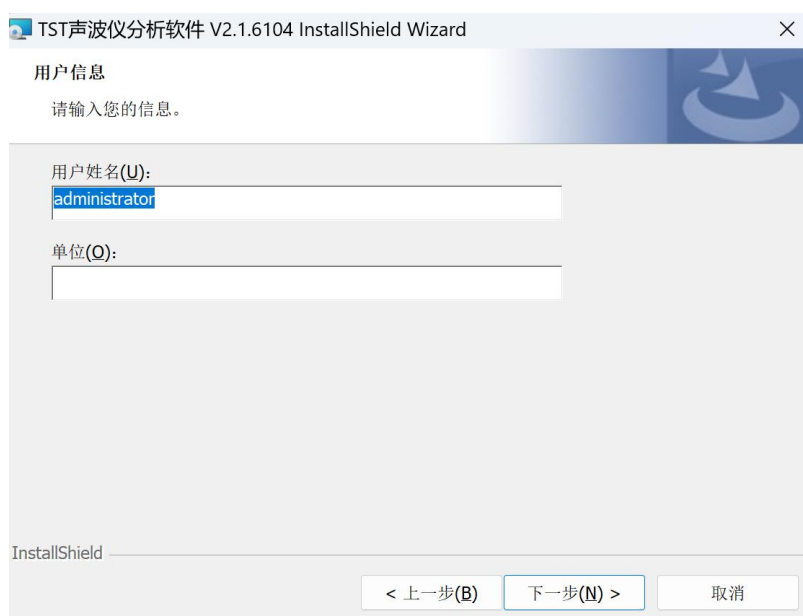 TST声波仪分析软件 V2.1.6104 InstallShield Wizard
用户信息
请输入您的信息。
用户姓名(U):
administrator
单位(O):
InstallShield
< 上一步(B) 下一步(N) > 取消